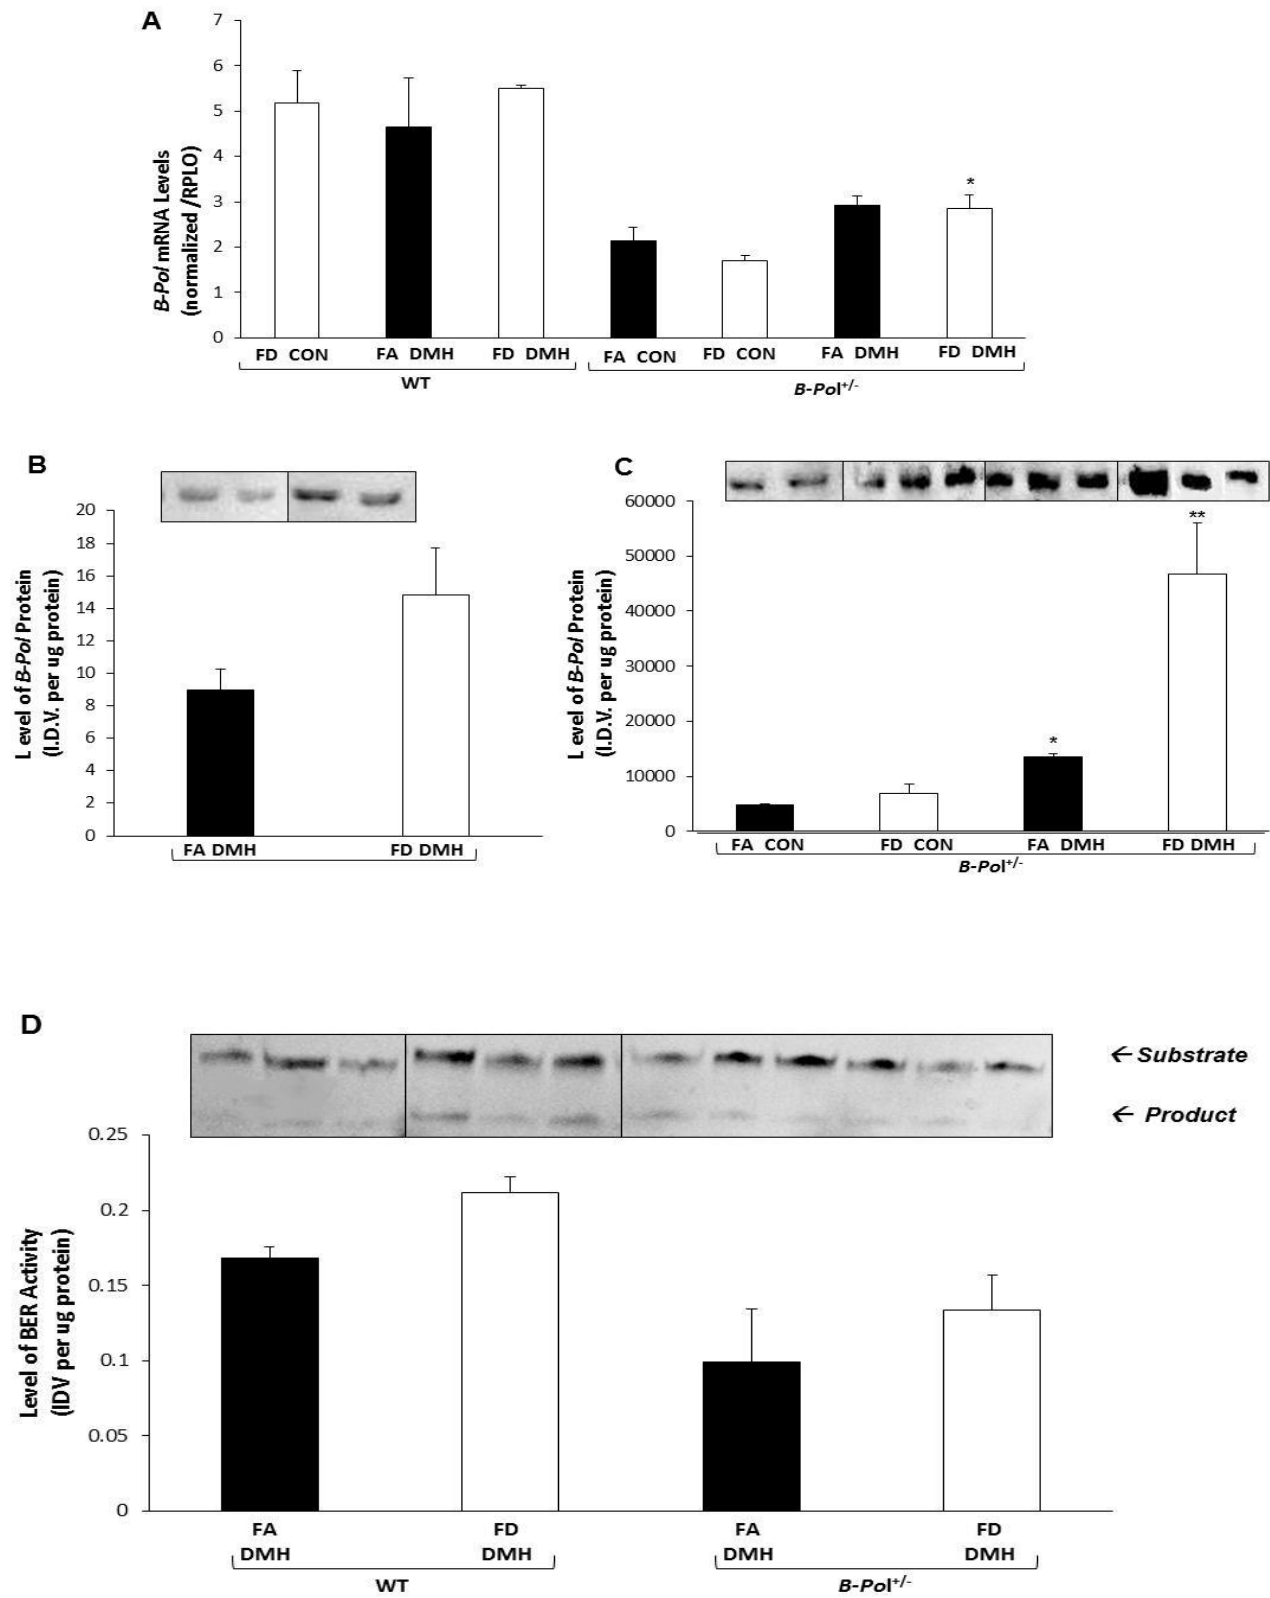 A
7
6
5
4
3
2
1
0
B-Pol mRNA Levels
(normalized /RPLO)
*
FD CON
FA DMH
FD DMH
FA CON
FD CON
FA DMH
FD DMH
WT
B-Pol+/-
B
20
18
16
14
12
10
8
6
4
2
0
Level of B-Pol Protein
(I.D.V. per ug protein)
FA DMH
FD DMH
C
60000
50000
40000
30000
20000
10000
0
Level of B-Pol Protein
(I.D.V. per ug protein)
*
**
FA CON
FD CON
FA DMH
FD DMH
B-Pol+/-
D
← Substrate
← Product
0.25
0.2
0.15
0.1
0.05
0
Level of BER Activity
(IDV per ug protein)
FA
DMH
FD
DMH
FA
DMH
FD
DMH
WT
B-Pol+/-